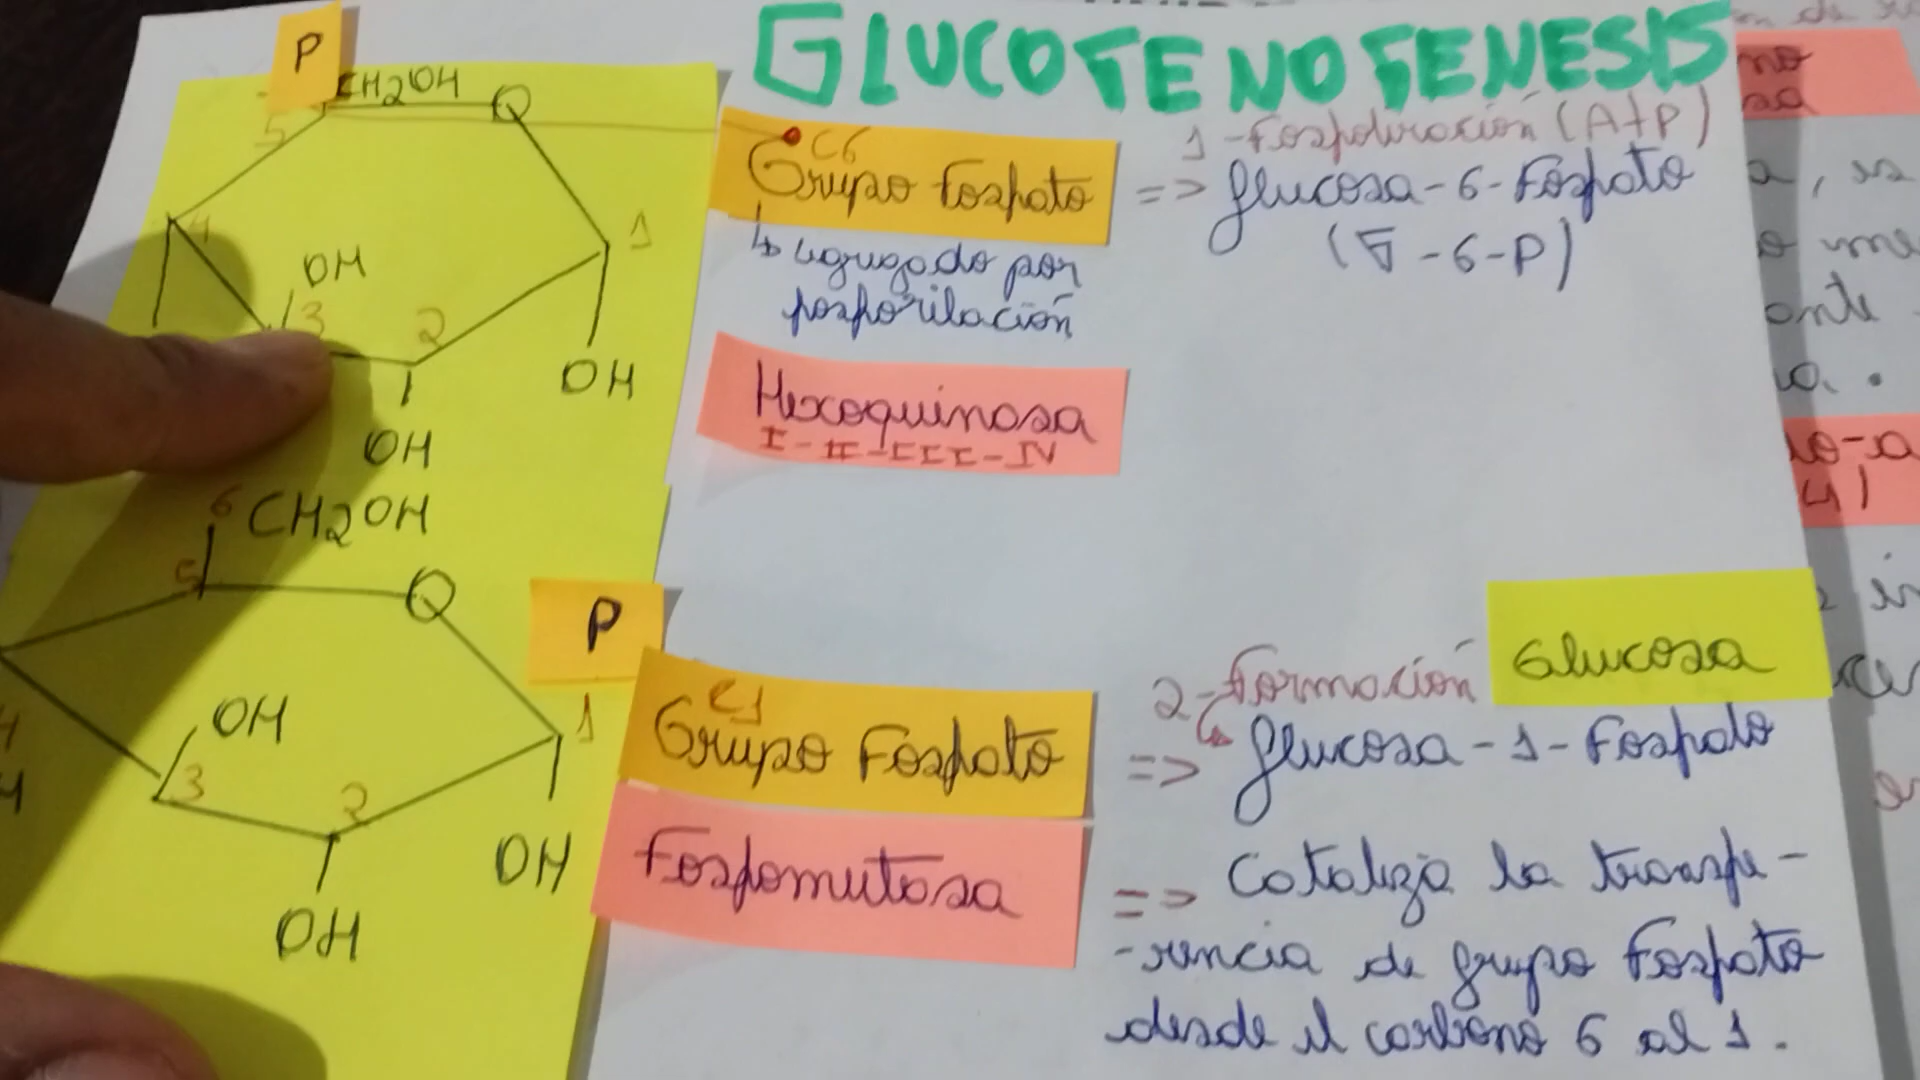 GLUCOGENOGENESIS
P
CH2OH
O
5
4
OH
3
2
1
OH
OH
C6
Grupo Fosfato
agregado por
fosforilación
1-Fosforilación (ATP)
=> glucosa-6-Fosfato
(G-6-P)
Hexoquinasa
I-II-III-IV
6
CH2OH
5
O
P
1
OH
3
2
OH
OH
C1
Grupo Fosfato
2-Formación
Glucosa
=> glucosa-1-Fosfato
Fosfomutasa
=> Cataliza la transfe-
-rencia de grupo Fosfato
desde el carbono 6 al 1.